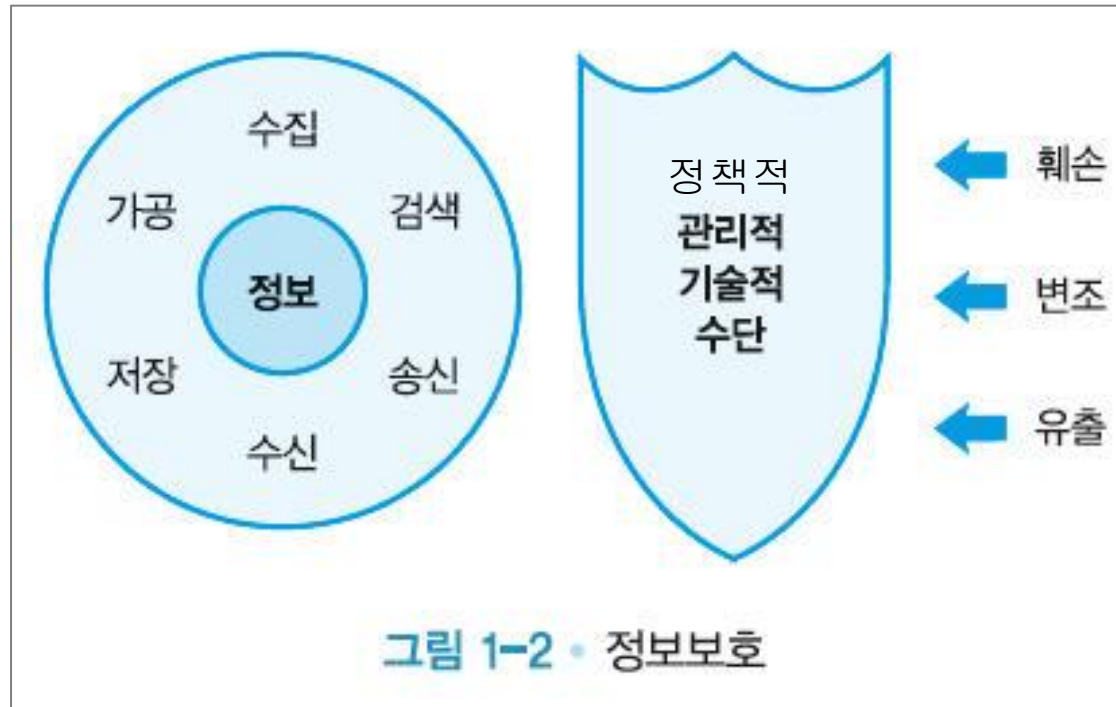 수집
가공
검색
정보
저장
송신
수신
정책적
관리적
기술적
수단
훼손
변조
유출
그림 1-2 • 정보보호